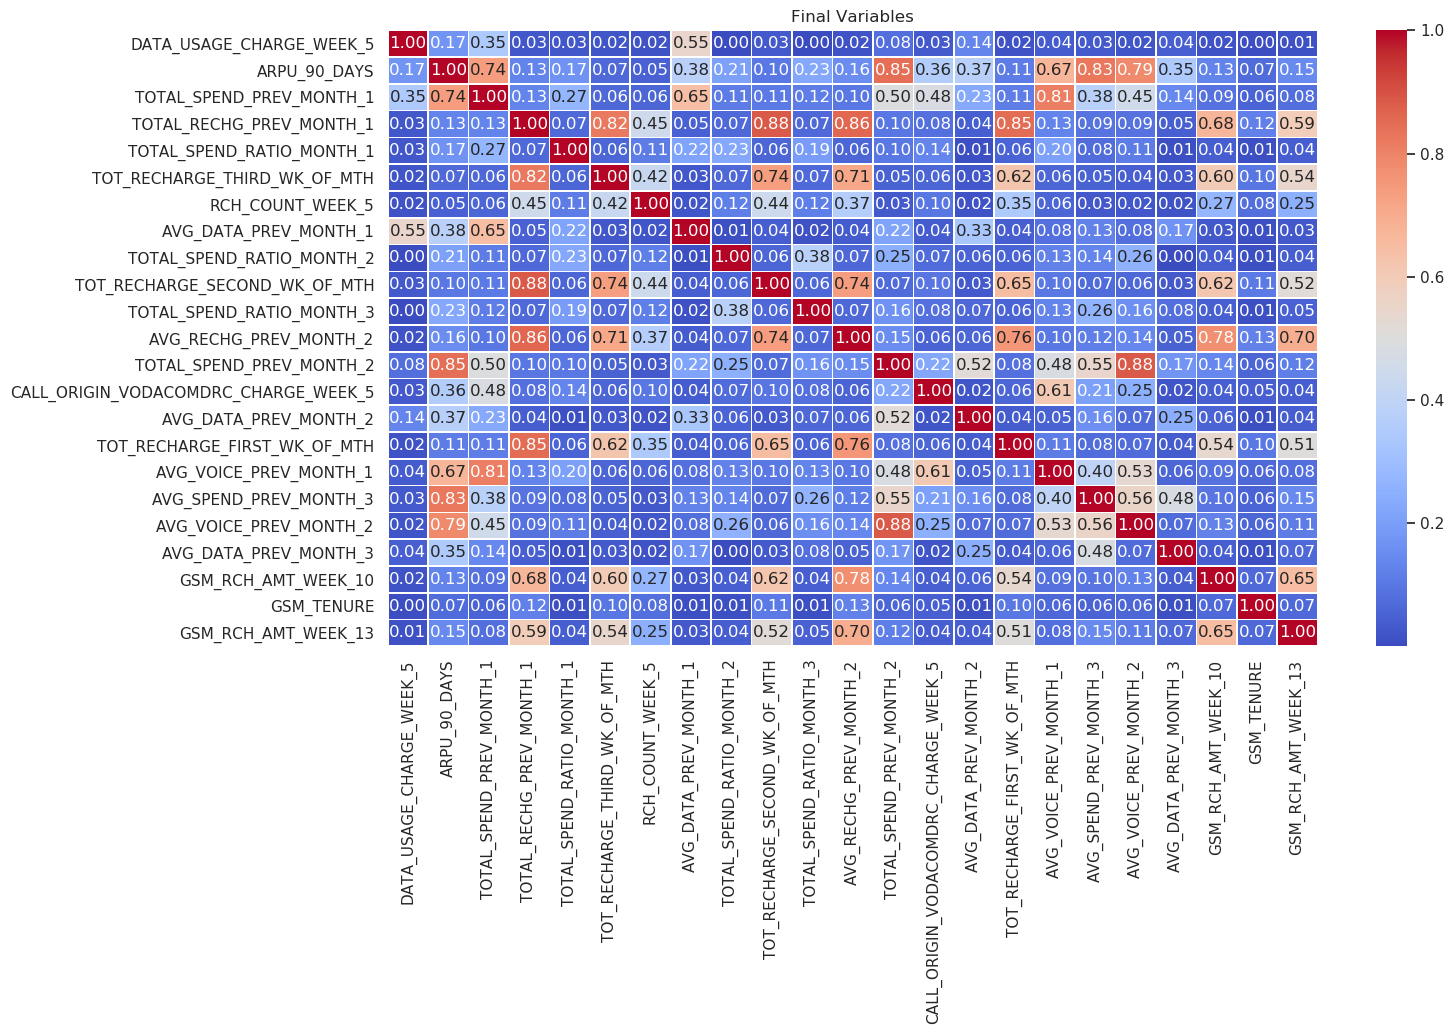 Final Variables
DATA_USAGE_CHARGE_WEEK_5 1.00 0.17 0.35 0.03 0.03 0.02 0.02 0.55 0.00 0.03 0.00 0.02 0.08 0.03 0.14 0.02 0.04 0.03 0.02 0.04 0.02 0.00 0.01
ARPU_90_DAYS 0.17 1.00 0.74 0.13 0.17 0.07 0.05 0.38 0.21 0.10 0.23 0.16 0.85 0.36 0.37 0.11 0.67 0.83 0.79 0.35 0.13 0.07 0.15
TOTAL_SPEND_PREV_MONTH_1 0.35 0.74 1.00 0.13 0.27 0.06 0.06 0.65 0.11 0.11 0.12 0.10 0.50 0.48 0.23 0.11 0.81 0.38 0.45 0.14 0.09 0.06 0.08
TOTAL_RECHG_PREV_MONTH_1 0.03 0.13 0.13 1.00 0.07 0.82 0.45 0.05 0.07 0.88 0.07 0.86 0.10 0.08 0.04 0.85 0.13 0.09 0.09 0.05 0.68 0.12 0.59
TOTAL_SPEND_RATIO_MONTH_1 0.03 0.17 0.27 0.07 1.00 0.06 0.11 0.22 0.23 0.06 0.19 0.06 0.10 0.14 0.01 0.06 0.20 0.08 0.11 0.01 0.04 0.01 0.04
TOT_RECHARGE_THIRD_WK_OF_MTH 0.02 0.07 0.06 0.82 0.06 1.00 0.42 0.03 0.07 0.74 0.07 0.71 0.05 0.06 0.03 0.62 0.06 0.05 0.04 0.03 0.60 0.10 0.54
RCH_COUNT_WEEK_5 0.02 0.05 0.06 0.45 0.11 0.42 1.00 0.02 0.12 0.44 0.12 0.37 0.03 0.10 0.02 0.35 0.06 0.03 0.02 0.02 0.27 0.08 0.25
AVG_DATA_PREV_MONTH_1 0.55 0.38 0.65 0.05 0.22 0.03 0.02 1.00 0.01 0.04 0.02 0.04 0.22 0.04 0.33 0.04 0.08 0.13 0.08 0.17 0.03 0.01 0.03
TOTAL_SPEND_RATIO_MONTH_2 0.00 0.21 0.11 0.07 0.23 0.07 0.12 0.01 1.00 0.06 0.38 0.07 0.25 0.07 0.06 0.06 0.13 0.14 0.26 0.00 0.04 0.01 0.04
TOT_RECHARGE_SECOND_WK_OF_MTH 0.03 0.10 0.11 0.88 0.06 0.74 0.44 0.04 0.06 1.00 0.06 0.74 0.07 0.10 0.03 0.65 0.10 0.07 0.06 0.03 0.62 0.11 0.52
TOTAL_SPEND_RATIO_MONTH_3 0.00 0.23 0.12 0.07 0.19 0.07 0.12 0.02 0.38 0.06 1.00 0.07 0.16 0.08 0.07 0.06 0.13 0.26 0.16 0.08 0.04 0.01 0.05
AVG_RECHG_PREV_MONTH_2 0.02 0.16 0.10 0.86 0.06 0.71 0.37 0.04 0.07 0.74 0.07 1.00 0.15 0.06 0.06 0.76 0.10 0.12 0.14 0.05 0.78 0.13 0.70
TOTAL_SPEND_PREV_MONTH_2 0.08 0.85 0.50 0.10 0.10 0.05 0.03 0.22 0.25 0.07 0.16 0.15 1.00 0.22 0.52 0.08 0.48 0.55 0.88 0.17 0.14 0.06 0.12
CALL_ORIGIN_VODACOMDRC_CHARGE_WEEK_5 0.03 0.36 0.48 0.08 0.14 0.06 0.10 0.04 0.07 0.10 0.08 0.06 0.22 1.00 0.02 0.06 0.61 0.21 0.25 0.02 0.04 0.05 0.04
AVG_DATA_PREV_MONTH_2 0.14 0.37 0.23 0.04 0.01 0.03 0.02 0.33 0.06 0.03 0.07 0.06 0.52 0.02 1.00 0.04 0.05 0.16 0.07 0.25 0.06 0.01 0.04
TOT_RECHARGE_FIRST_WK_OF_MTH 0.02 0.11 0.11 0.85 0.06 0.62 0.35 0.04 0.06 0.65 0.06 0.76 0.08 0.06 0.04 1.00 0.11 0.08 0.07 0.04 0.54 0.10 0.51
AVG_VOICE_PREV_MONTH_1 0.04 0.67 0.81 0.13 0.20 0.06 0.06 0.08 0.13 0.10 0.13 0.10 0.48 0.61 0.05 0.11 1.00 0.40 0.53 0.06 0.09 0.06 0.08
AVG_SPEND_PREV_MONTH_3 0.03 0.83 0.38 0.09 0.08 0.05 0.03 0.13 0.14 0.07 0.26 0.12 0.55 0.21 0.16 0.08 0.40 1.00 0.56 0.48 0.10 0.06 0.15
AVG_VOICE_PREV_MONTH_2 0.02 0.79 0.45 0.09 0.11 0.04 0.02 0.08 0.26 0.06 0.16 0.14 0.88 0.25 0.07 0.07 0.53 0.56 1.00 0.07 0.13 0.06 0.11
AVG_DATA_PREV_MONTH_3 0.04 0.35 0.14 0.05 0.01 0.03 0.02 0.17 0.00 0.03 0.08 0.05 0.17 0.02 0.25 0.04 0.06 0.48 0.07 1.00 0.04 0.01 0.07
GSM_RCH_AMT_WEEK_10 0.02 0.13 0.09 0.68 0.04 0.60 0.27 0.03 0.04 0.62 0.04 0.78 0.14 0.04 0.06 0.54 0.09 0.10 0.13 0.04 1.00 0.07 0.65
GSM_TENURE 0.00 0.07 0.06 0.12 0.01 0.10 0.08 0.01 0.01 0.11 0.01 0.13 0.06 0.05 0.01 0.10 0.06 0.06 0.06 0.01 0.07 1.00 0.07
GSM_RCH_AMT_WEEK_13 0.01 0.15 0.08 0.59 0.04 0.54 0.25 0.03 0.04 0.52 0.05 0.70 0.12 0.04 0.04 0.51 0.08 0.15 0.11 0.07 0.65 0.07 1.00
DATA_USAGE_CHARGE_WEEK_5
ARPU_90_DAYS
TOTAL_SPEND_PREV_MONTH_1
TOTAL_RECHG_PREV_MONTH_1
TOTAL_SPEND_RATIO_MONTH_1
TOT_RECHARGE_THIRD_WK_OF_MTH
RCH_COUNT_WEEK_5
AVG_DATA_PREV_MONTH_1
TOTAL_SPEND_RATIO_MONTH_2
TOT_RECHARGE_SECOND_WK_OF_MTH
TOTAL_SPEND_RATIO_MONTH_3
AVG_RECHG_PREV_MONTH_2
TOTAL_SPEND_PREV_MONTH_2
CALL_ORIGIN_VODACOMDRC_CHARGE_WEEK_5
AVG_DATA_PREV_MONTH_2
TOT_RECHARGE_FIRST_WK_OF_MTH
AVG_VOICE_PREV_MONTH_1
AVG_SPEND_PREV_MONTH_3
AVG_VOICE_PREV_MONTH_2
AVG_DATA_PREV_MONTH_3
GSM_RCH_AMT_WEEK_10
GSM_TENURE
GSM_RCH_AMT_WEEK_13
1.0
0.8
0.6
0.4
0.2